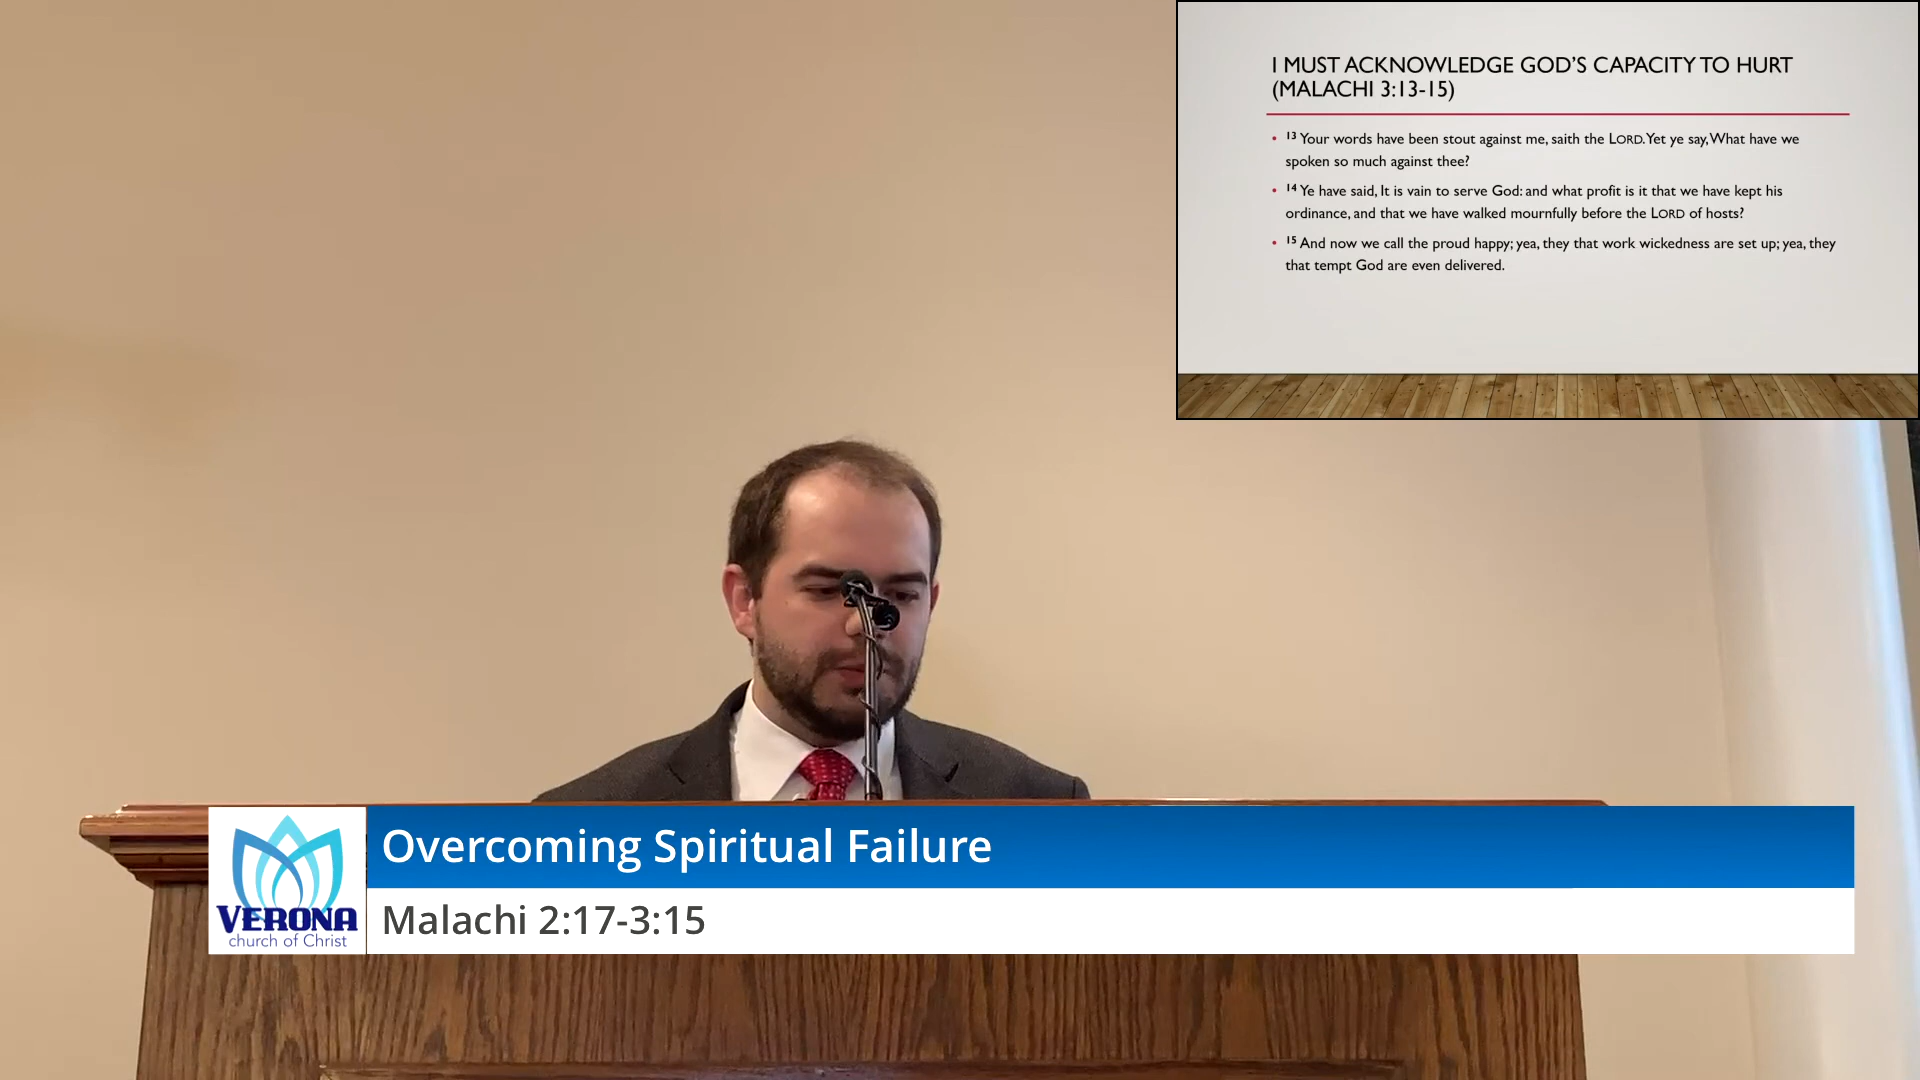 I MUST ACKNOWLEDGE GOD'S CAPACITY TO HURT
(MALACHI 3:13-15)
• ¹³ Your words have been stout against me, saith the LORD. Yet ye say, What have we
spoken so much against thee?
• ¹⁴ Ye have said, It is vain to serve God: and what profit is it that we have kept his
ordinance, and that we have walked mournfully before the LORD of hosts?
• ¹⁵ And now we call the proud happy; yea, they that work wickedness are set up; yea, they
that tempt God are even delivered.
Overcoming Spiritual Failure
Malachi 2:17-3:15
VERONA
church of Christ